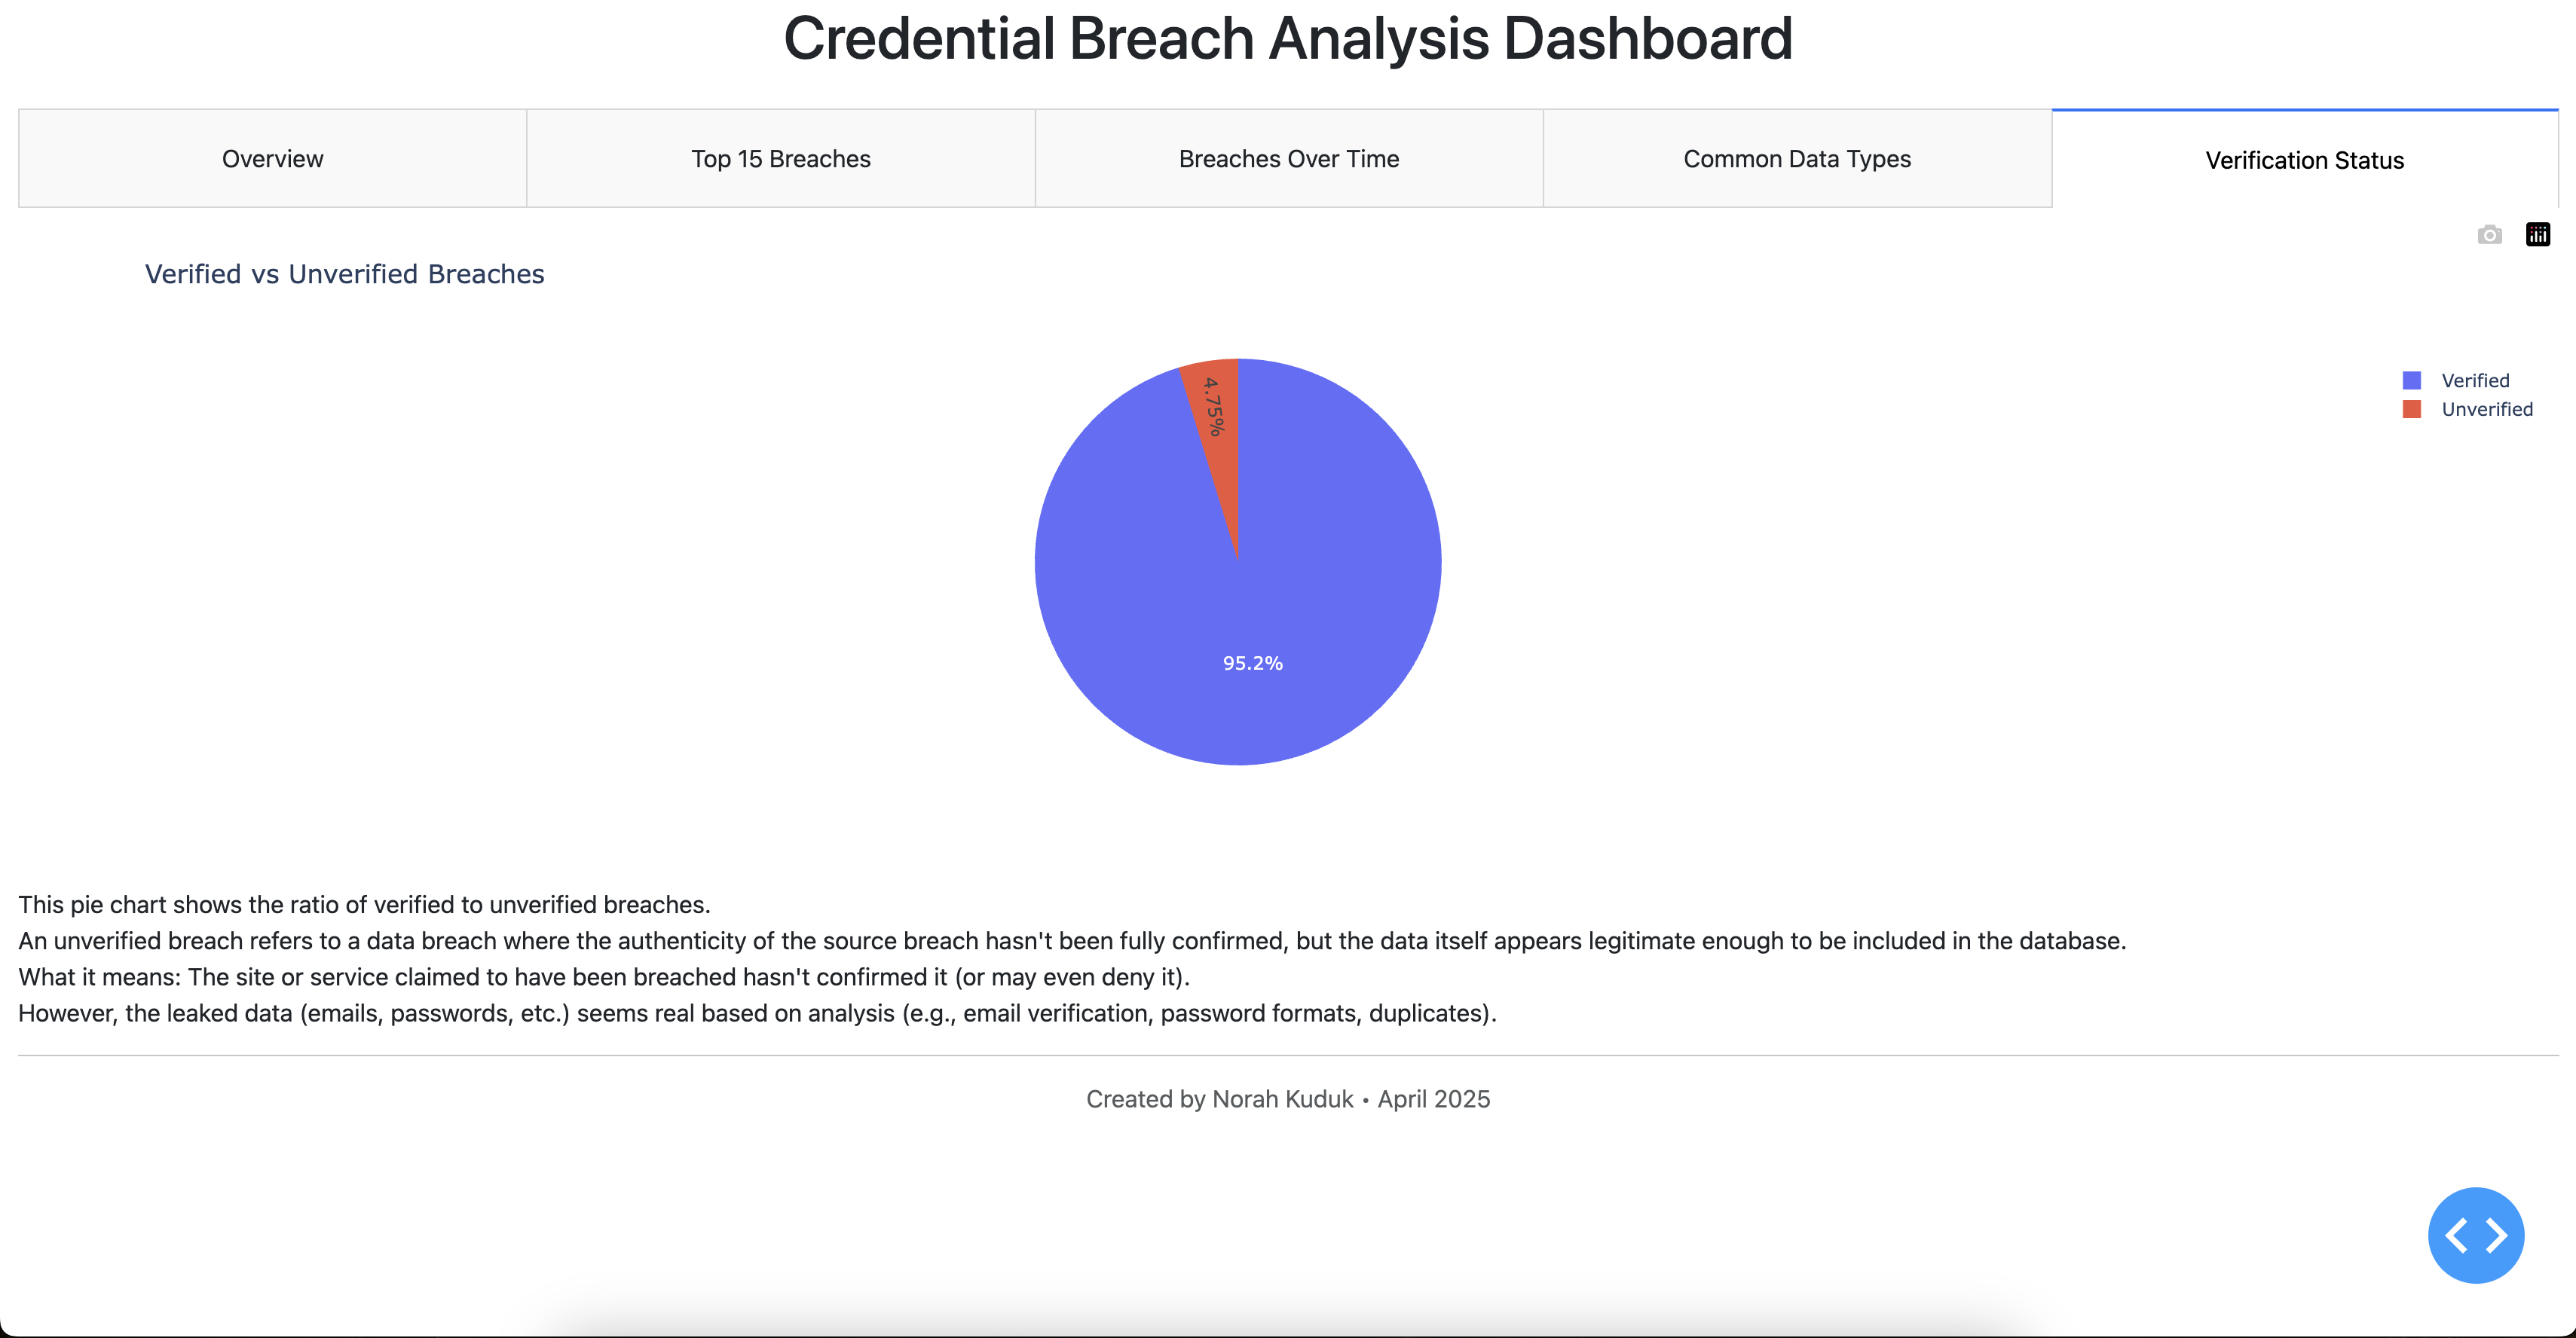 Credential Breach Analysis Dashboard
Overview
Top 15 Breaches
Breaches Over Time
Common Data Types
Verification Status
Verified vs Unverified Breaches
Verified
Unverified
4.75%
95.2%
This pie chart shows the ratio of verified to unverified breaches.
An unverified breach refers to a data breach where the authenticity of the source breach hasn't been fully confirmed, but the data itself appears legitimate enough to be included in the database.
What it means: The site or service claimed to have been breached hasn't confirmed it (or may even deny it).
However, the leaked data (emails, passwords, etc.) seems real based on analysis (e.g., email verification, password formats, duplicates).
Created by Norah Kuduk • April 2025